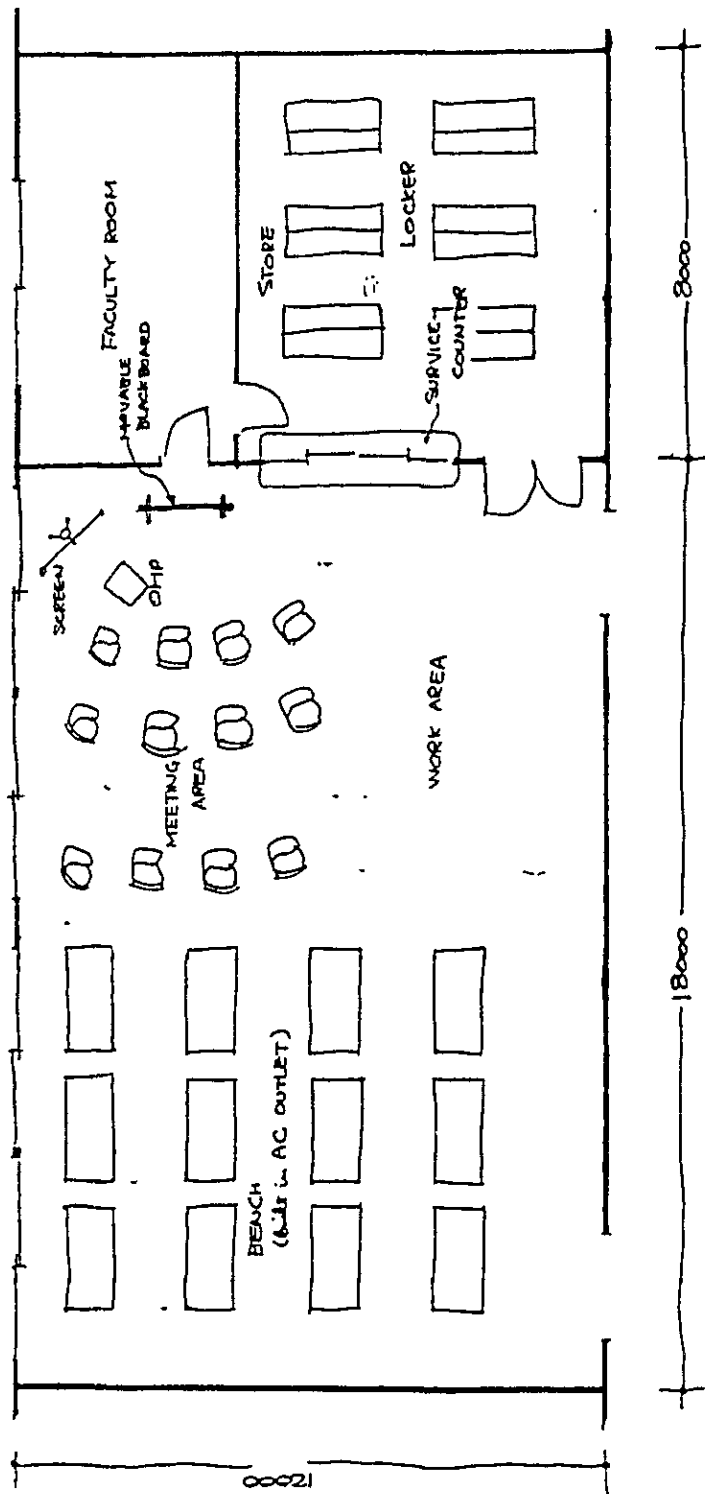 FACULTY ROOM
MOVABLE
BLACKBOARD
STORE
LOCKER
SURVICE
COUNTER
SCREEN
OHP
MEETING
AREA
WORK AREA
BENCH
(built in AC OUTLET)
8000
18000
12000